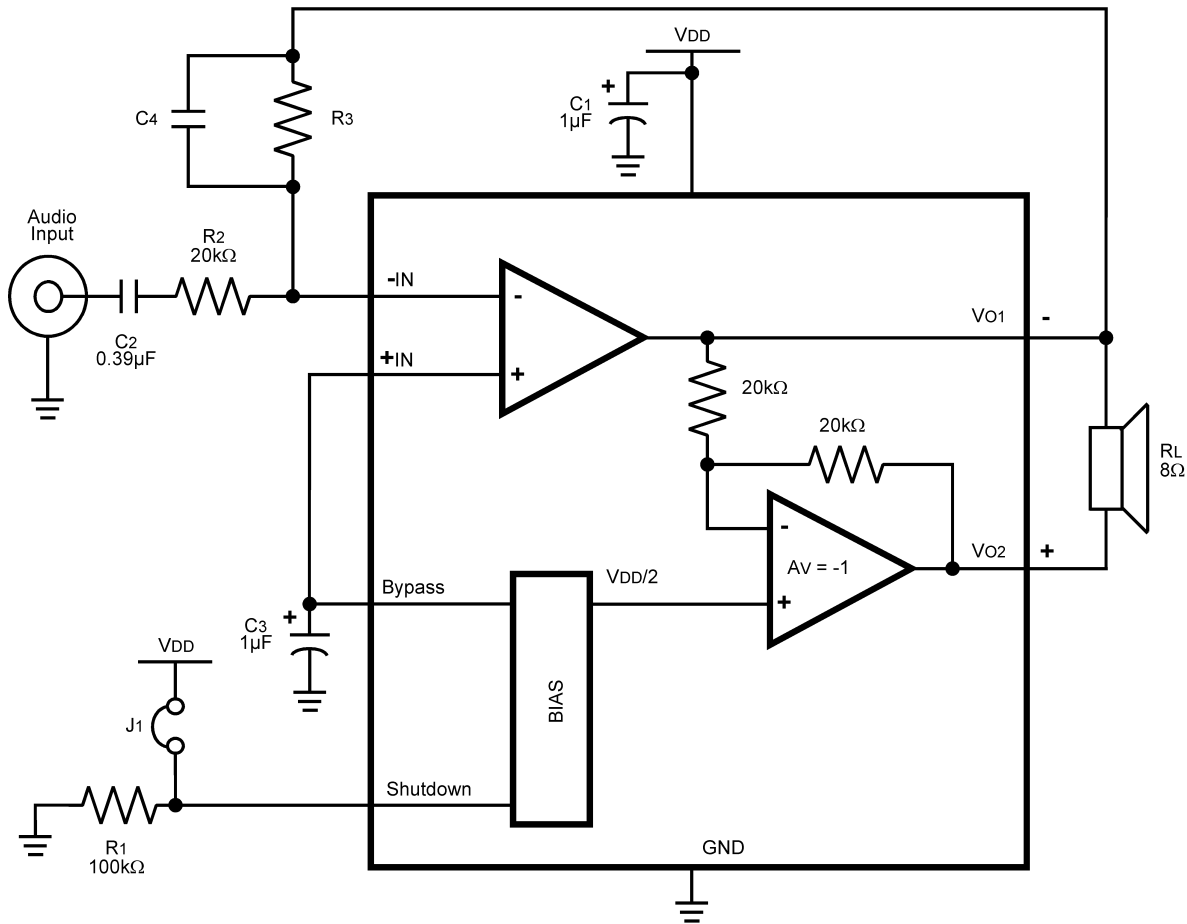 VDD
+
C1
1µF
C4
R3
Audio
Input
R2
20kΩ
C2
0.39µF
-IN
-
+IN
+
VO1
-
20kΩ
20kΩ
RL
8Ω
-
AV = -1
+
VO2
+
Bypass
VDD/2
+
C3
1µF
BIAS
VDD
J1
Shutdown
R1
100kΩ
GND